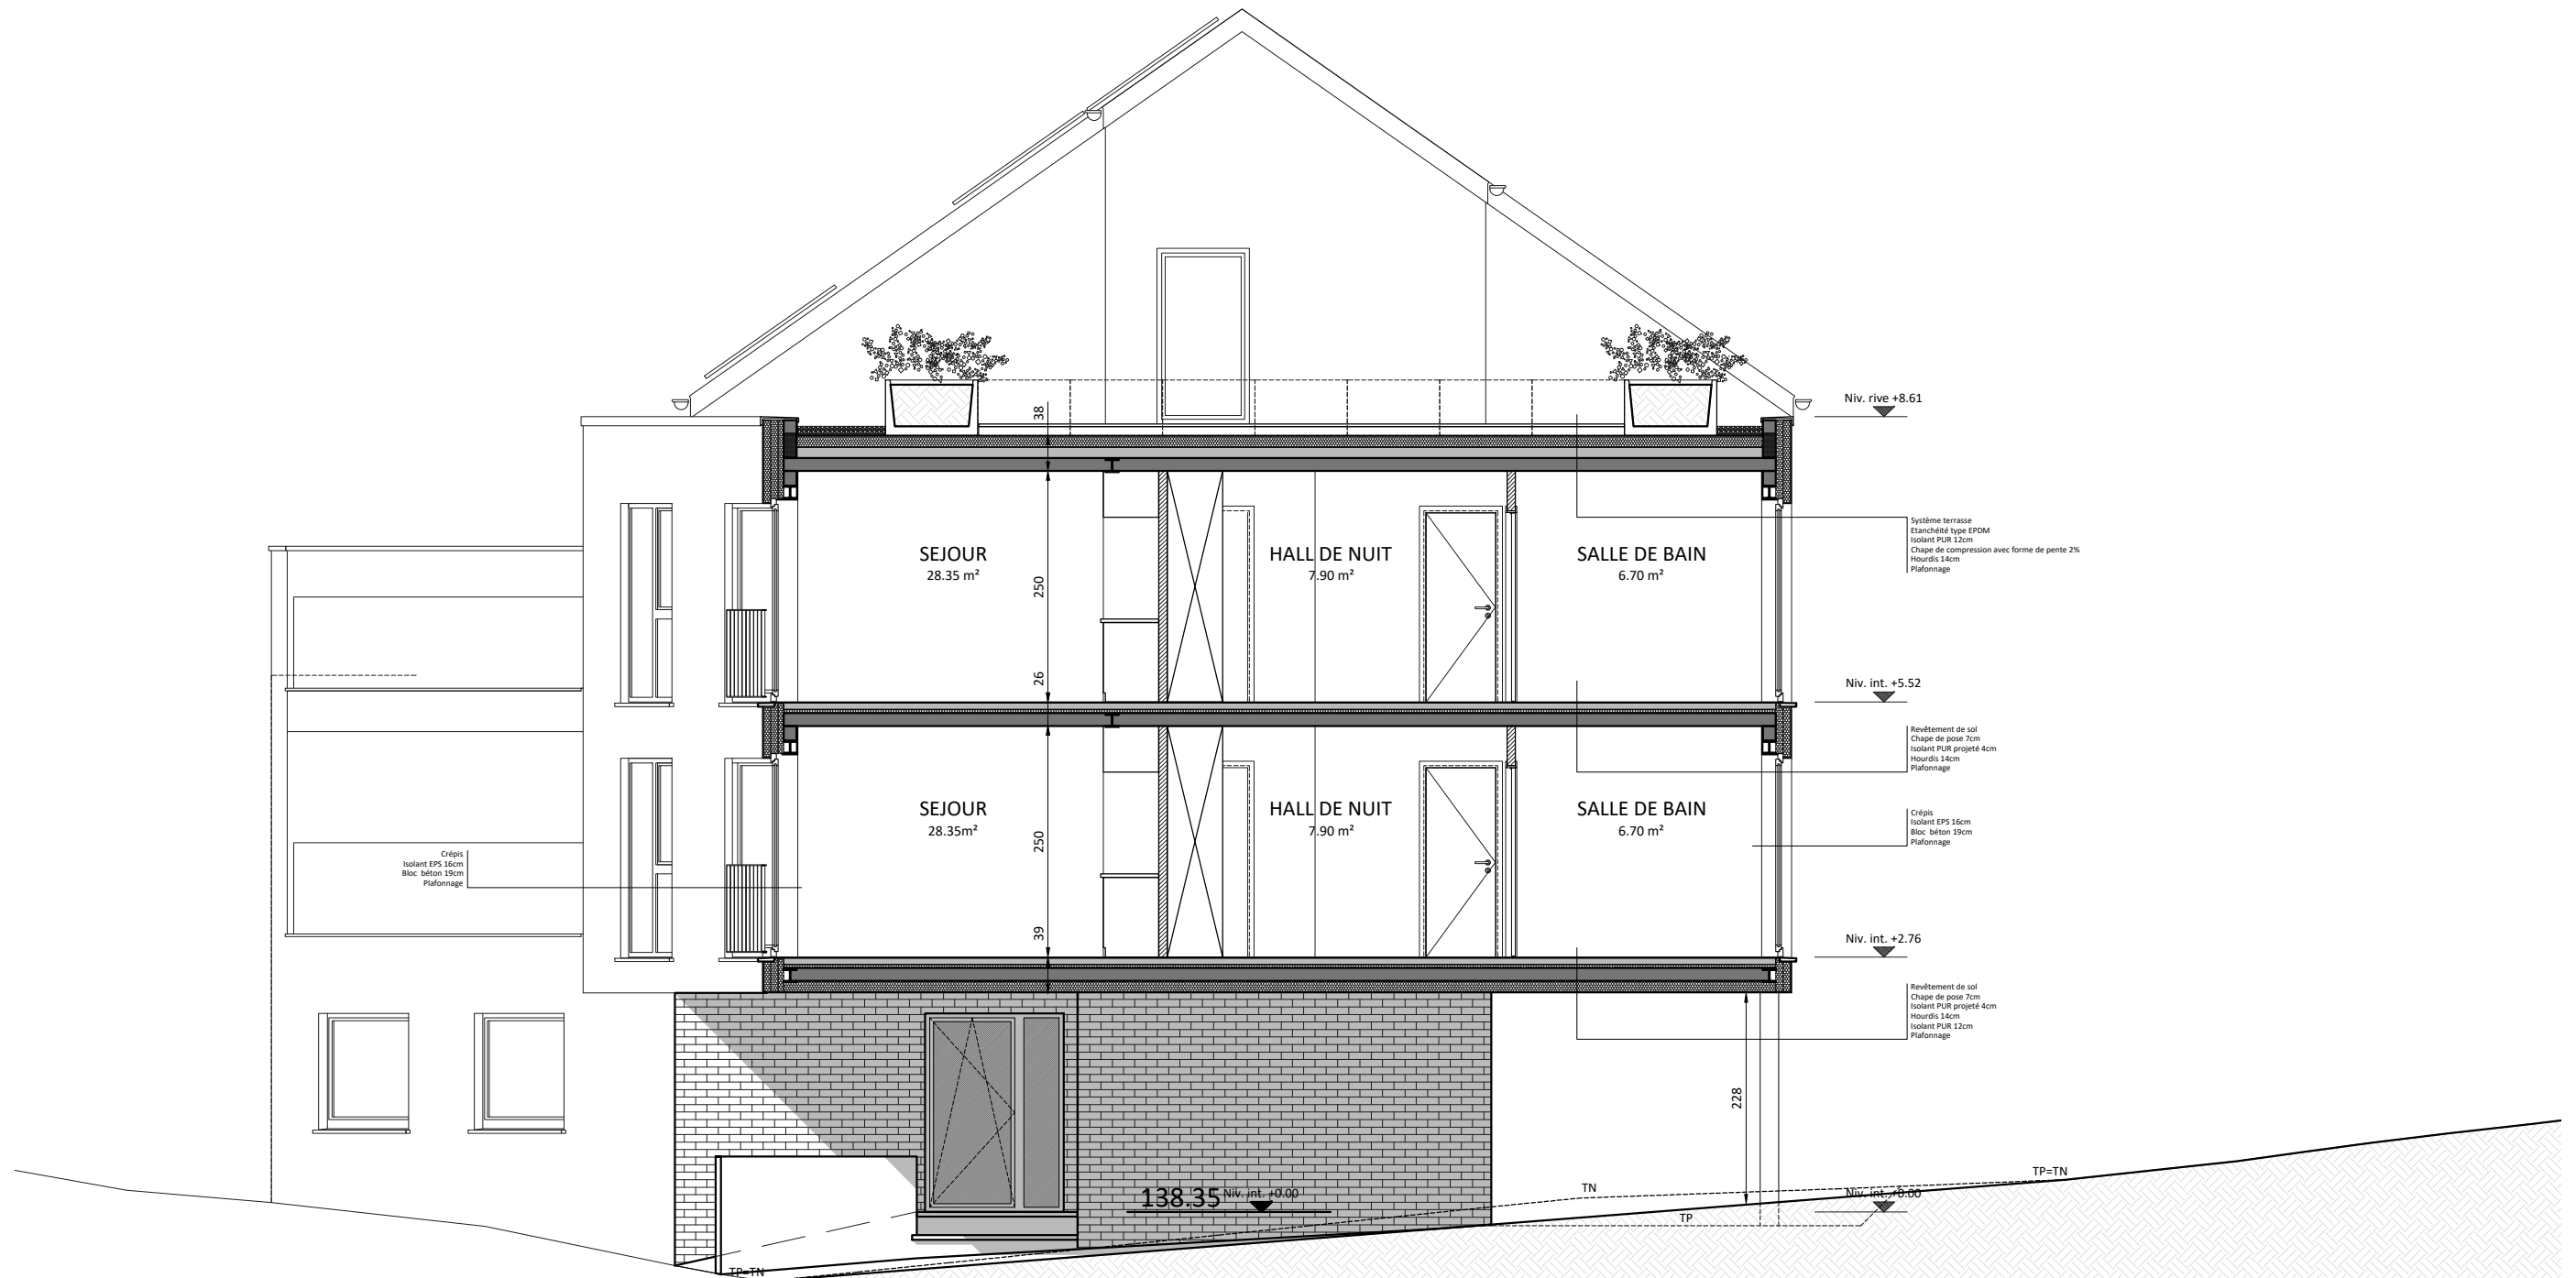 Niv. rive +8.61
38
SEJOUR
28.35 m²
250
26
HALL DE NUIT
7.90 m²
SALLE DE BAIN
6.70 m²
Système terrasse
Etanchéité type EPDM
Isolant PUR 12cm
Chape de compression avec forme de pente 2%
Hourdis 14cm
Plafonnage
Niv. int. +5.52
Revêtement de sol
Chape de pose 7cm
Isolant PUR projeté 4cm
Hourdis 14cm
Plafonnage
SEJOUR
28.35m²
250
39
HALL DE NUIT
7.90 m²
SALLE DE BAIN
6.70 m²
Crépis
Isolant EPS 16cm
Bloc béton 19cm
Plafonnage
Crépis
Isolant EPS 16cm
Bloc béton 19cm
Plafonnage
Niv. int. +2.76
Revêtement de sol
Chape de pose 7cm
Isolant PUR projeté 4cm
Hourdis 14cm
Isolant PUR 12cm
Plafonnage
228
TP=TN
TN
138.35
Niv. int. +0.00
Niv. int. +0.00
TP
TP=TN